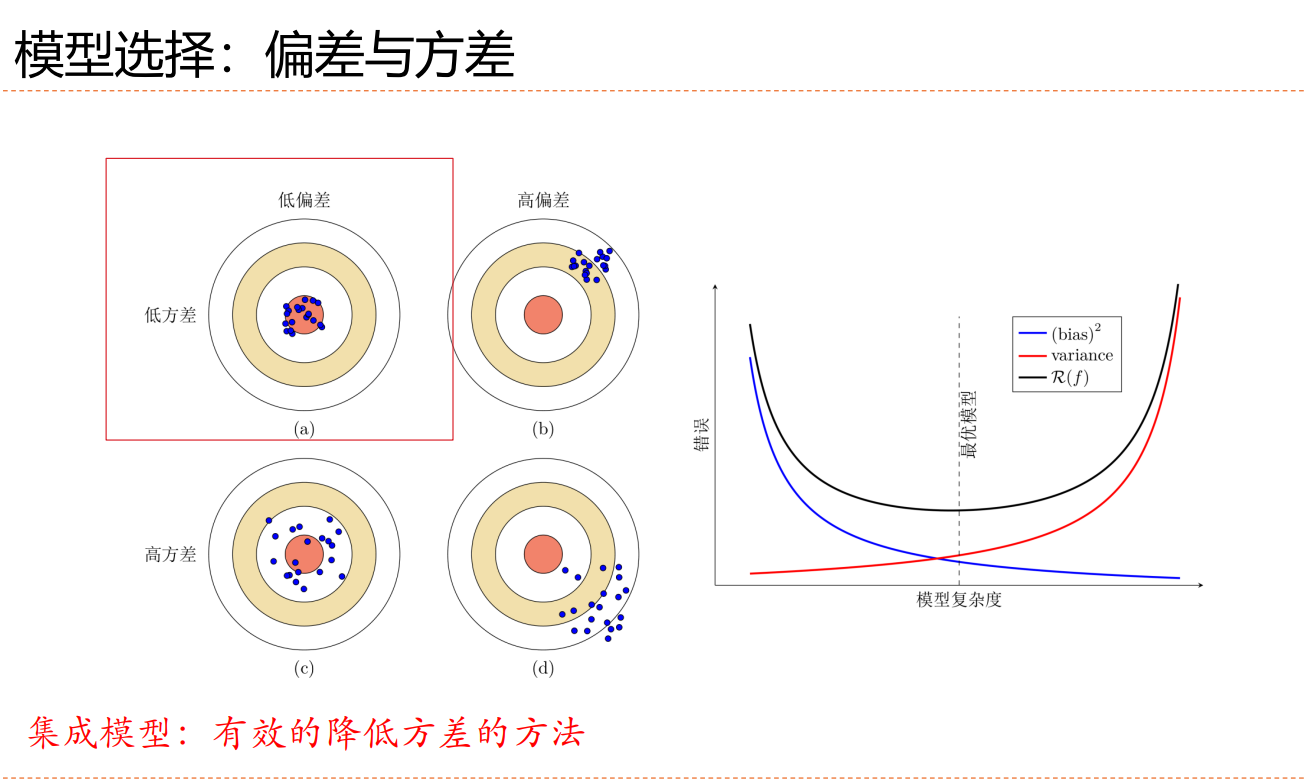 模型选择：偏差与方差
低偏差
高偏差
低方差
(a)
(b)
高方差
(c)
(d)
错误
最优模型
(bias)²
variance
ℛ(f)
模型复杂度
集成模型：有效的降低方差的方法